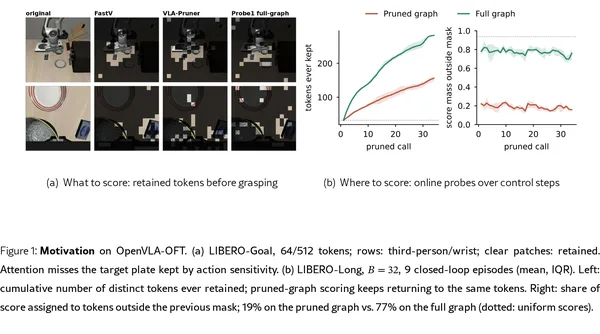 original FastV VLA-Pruner Probe1 full-graph
Pruned graph Full graph
tokens ever kept
200
100
0 10 20 30
pruned call
score mass outside mask
1.0
0.8
0.6
0.4
0.2
0.0
0 10 20 30
pruned call
(a) What to score: retained tokens before grasping
(b) Where to score: online probes over control steps
Figure 1: Motivation on OpenVLA-OFT. (a) LIBERO-Goal, 64/512 tokens; rows: third-person/wrist; clear patches: retained.
Attention misses the target plate kept by action sensitivity. (b) LIBERO-Long, B = 32, 9 closed-loop episodes (mean, IQR). Left:
cumulative number of distinct tokens ever retained; pruned-graph scoring keeps returning to the same tokens. Right: share of
score assigned to tokens outside the previous mask; 19% on the pruned graph vs. 77% on the full graph (dotted: uniform scores).